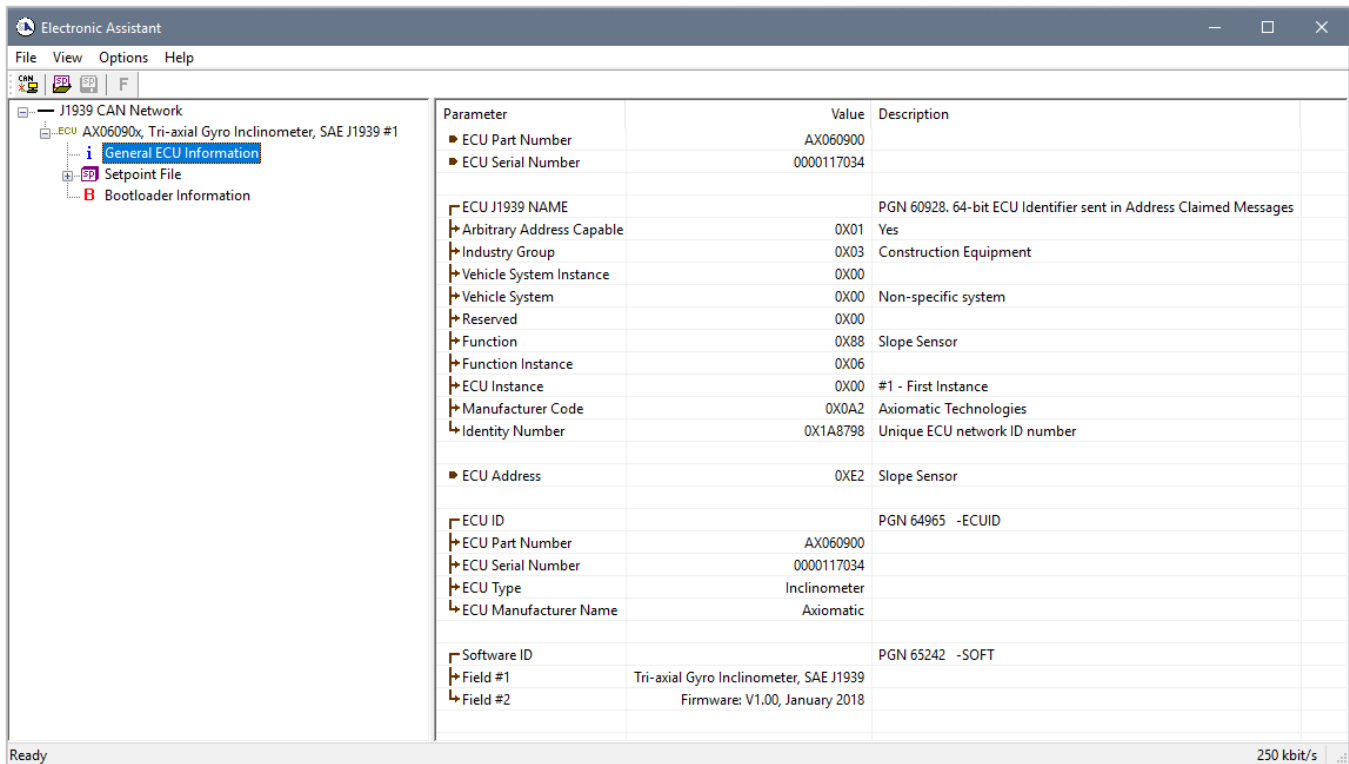 Electronic Assistant
File View Options Help
CAN SP SP F
J1939 CAN Network
ECU AX06090x, Tri-axial Gyro Inclinometer, SAE J1939 #1
i General ECU Information
SP Setpoint File
B Bootloader Information
Parameter Value Description
ECU Part Number AX060900
ECU Serial Number 0000117034
ECU J1939 NAME PGN 60928. 64-bit ECU Identifier sent in Address Claimed Messages
Arbitrary Address Capable 0X01 Yes
Industry Group 0X03 Construction Equipment
Vehicle System Instance 0X00
Vehicle System 0X00 Non-specific system
Reserved 0X00
Function 0X88 Slope Sensor
Function Instance 0X06
ECU Instance 0X00 #1 - First Instance
Manufacturer Code 0X0A2 Axiomatic Technologies
Identity Number 0X1A8798 Unique ECU network ID number
ECU Address 0XE2 Slope Sensor
ECU ID PGN 64965 -ECUID
ECU Part Number AX060900
ECU Serial Number 0000117034
ECU Type Inclinometer
ECU Manufacturer Name Axiomatic
Software ID PGN 65242 -SOFT
Field #1 Tri-axial Gyro Inclinometer, SAE J1939
Field #2 Firmware: V1.00, January 2018
Ready 250 kbit/s